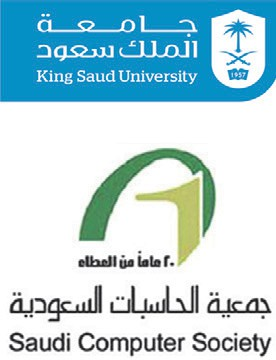 جامعة
الملك سعود
King Saud University
1957
٢٠ عاماً من العطاء
جمعية الحاسبات السعودية
Saudi Computer Society